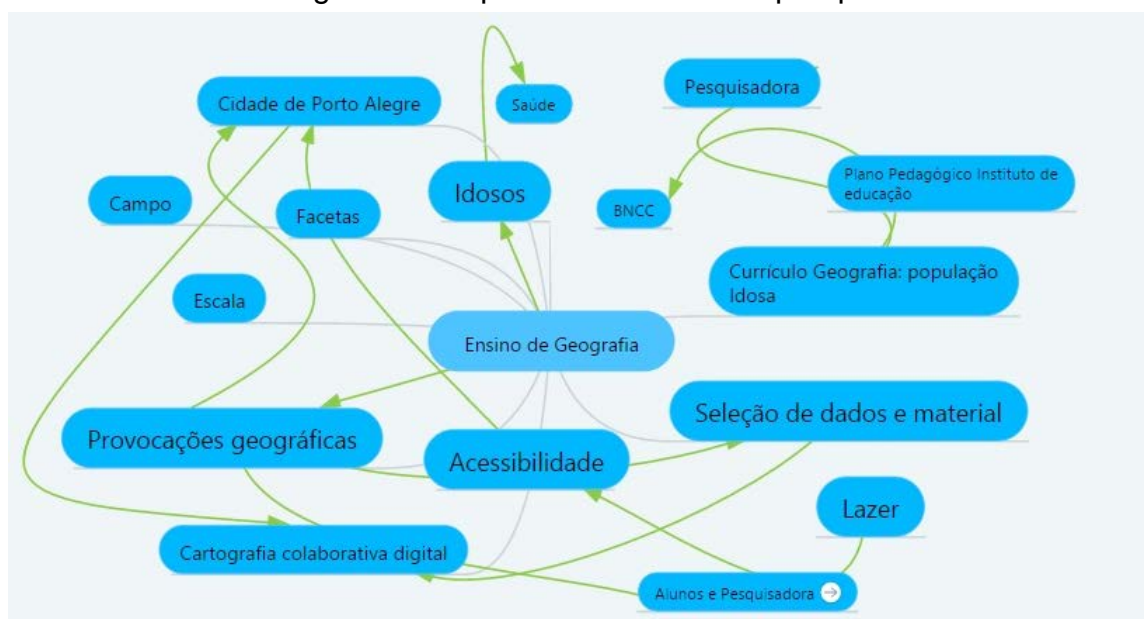 Cidade de Porto Alegre
Saúde
Pesquisadora
Campo
Facetas
Idosos
BNCC
Plano Pedagógico Instituto de
educação
Escala
Currículo Geografia: população
Idosa
Ensino de Geografia
Provocações geográficas
Acessibilidade
Seleção de dados e material
Lazer
Cartografia colaborativa digital
Alunos e Pesquisadora